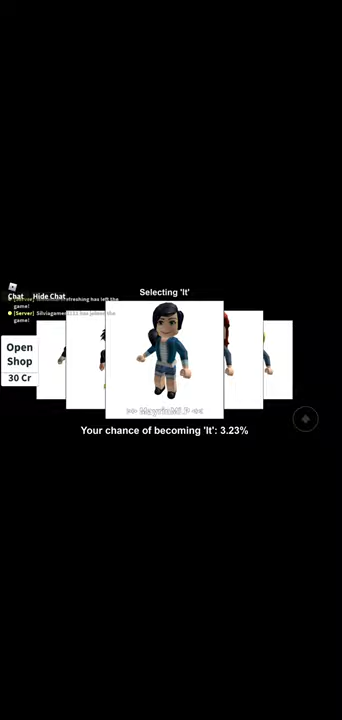 Chat
Hide Chat
has left the
game!
[Server]
has joined the
game!
Selecting 'It'
Open
Shop
30 Cr
Your chance of becoming 'It': 3.23%